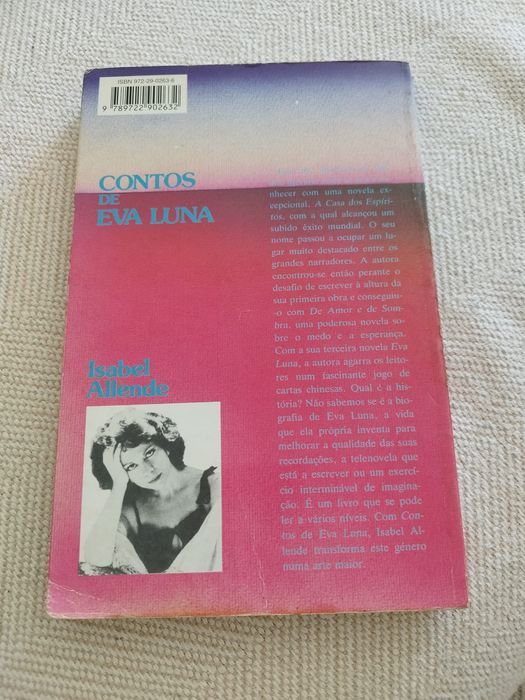 ISBN 972-29-0263-6
9 789722 902632
CONTOS
DE
EVA LUNA
nhecer com uma novela ex-
cepcional, A Casa dos Espíri-
tos, com a qual alcançou um
subido êxito mundial. O seu
nome passou a ocupar um lu-
gar muito destacado entre os
grandes narradores. A autora
encontrou-se então perante o
desafio de escrever à altura da
sua primeira obra e conseguiu-
-o com De Amor e de Som-
bra, uma poderosa novela so-
bre o medo e a esperança.
Com a sua terceira novela Eva
Luna, a autora agarra os leito-
res num fascinante jogo de
cartas chinesas. Qual é a his-
tória? Não sabemos se é a bio-
grafia de Eva Luna, a vida
que ela própria inventa para
melhorar a qualidade das suas
recordações, a telenovela que
está a escrever ou um exercí-
cio interminável de imagina-
ção. É um livro que se pode
ler a vários níveis. Com Con-
tos de Eva Luna, Isabel Al-
lende transforma este género
numa arte maior.
Isabel
Allende